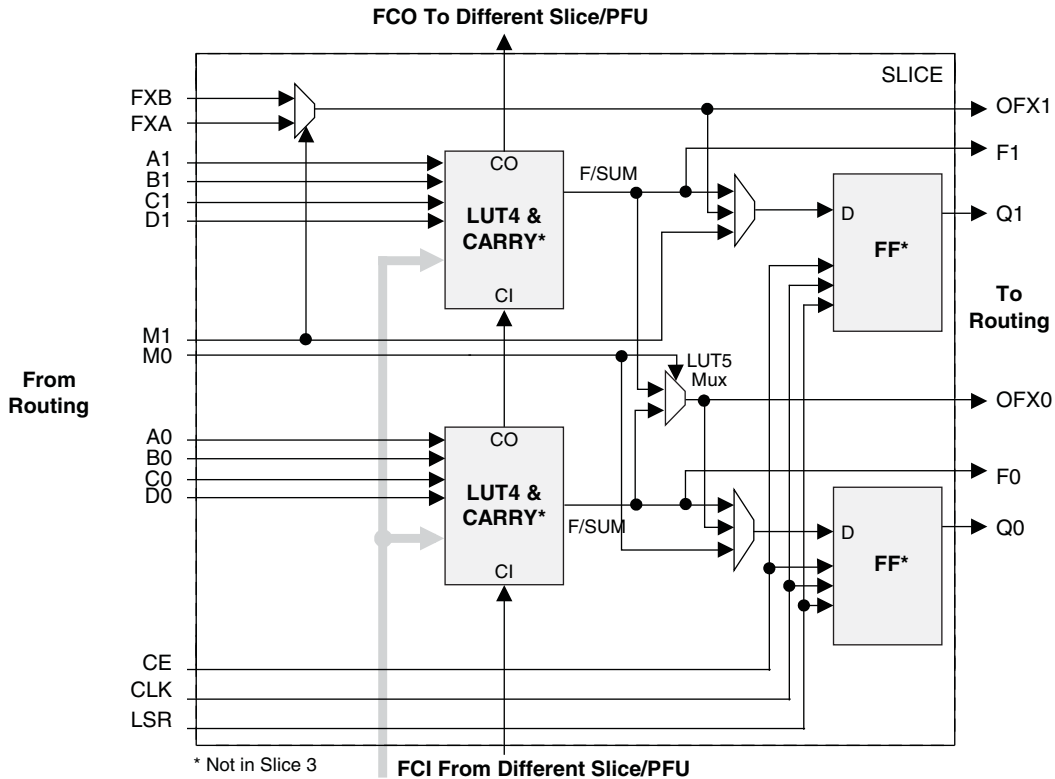 FCO To Different Slice/PFU
SLICE
FXB
FXA
OFX1
A1
B1
C1
D1
CO
LUT4 &
CARRY*
CI
F/SUM
F1
D
FF*
Q1
To
Routing
M1
M0
From
Routing
LUT5
Mux
OFX0
A0
B0
C0
D0
CO
LUT4 &
CARRY*
CI
F/SUM
F0
D
FF*
Q0
CE
CLK
LSR
* Not in Slice 3
FCI From Different Slice/PFU